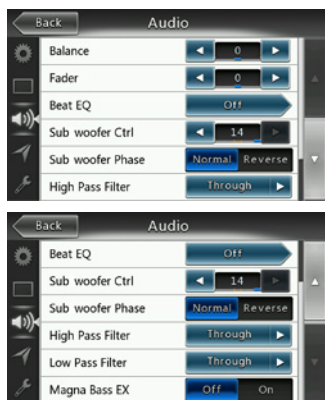 Back Audio
Balance 0
Fader 0
Beat EQ Off
Sub woofer Ctrl 14
Sub woofer Phase Normal Reverse
High Pass Filter Through
Back Audio
Beat EQ Off
Sub woofer Ctrl 14
Sub woofer Phase Normal Reverse
High Pass Filter Through
Low Pass Filter Through
Magna Bass EX Off On